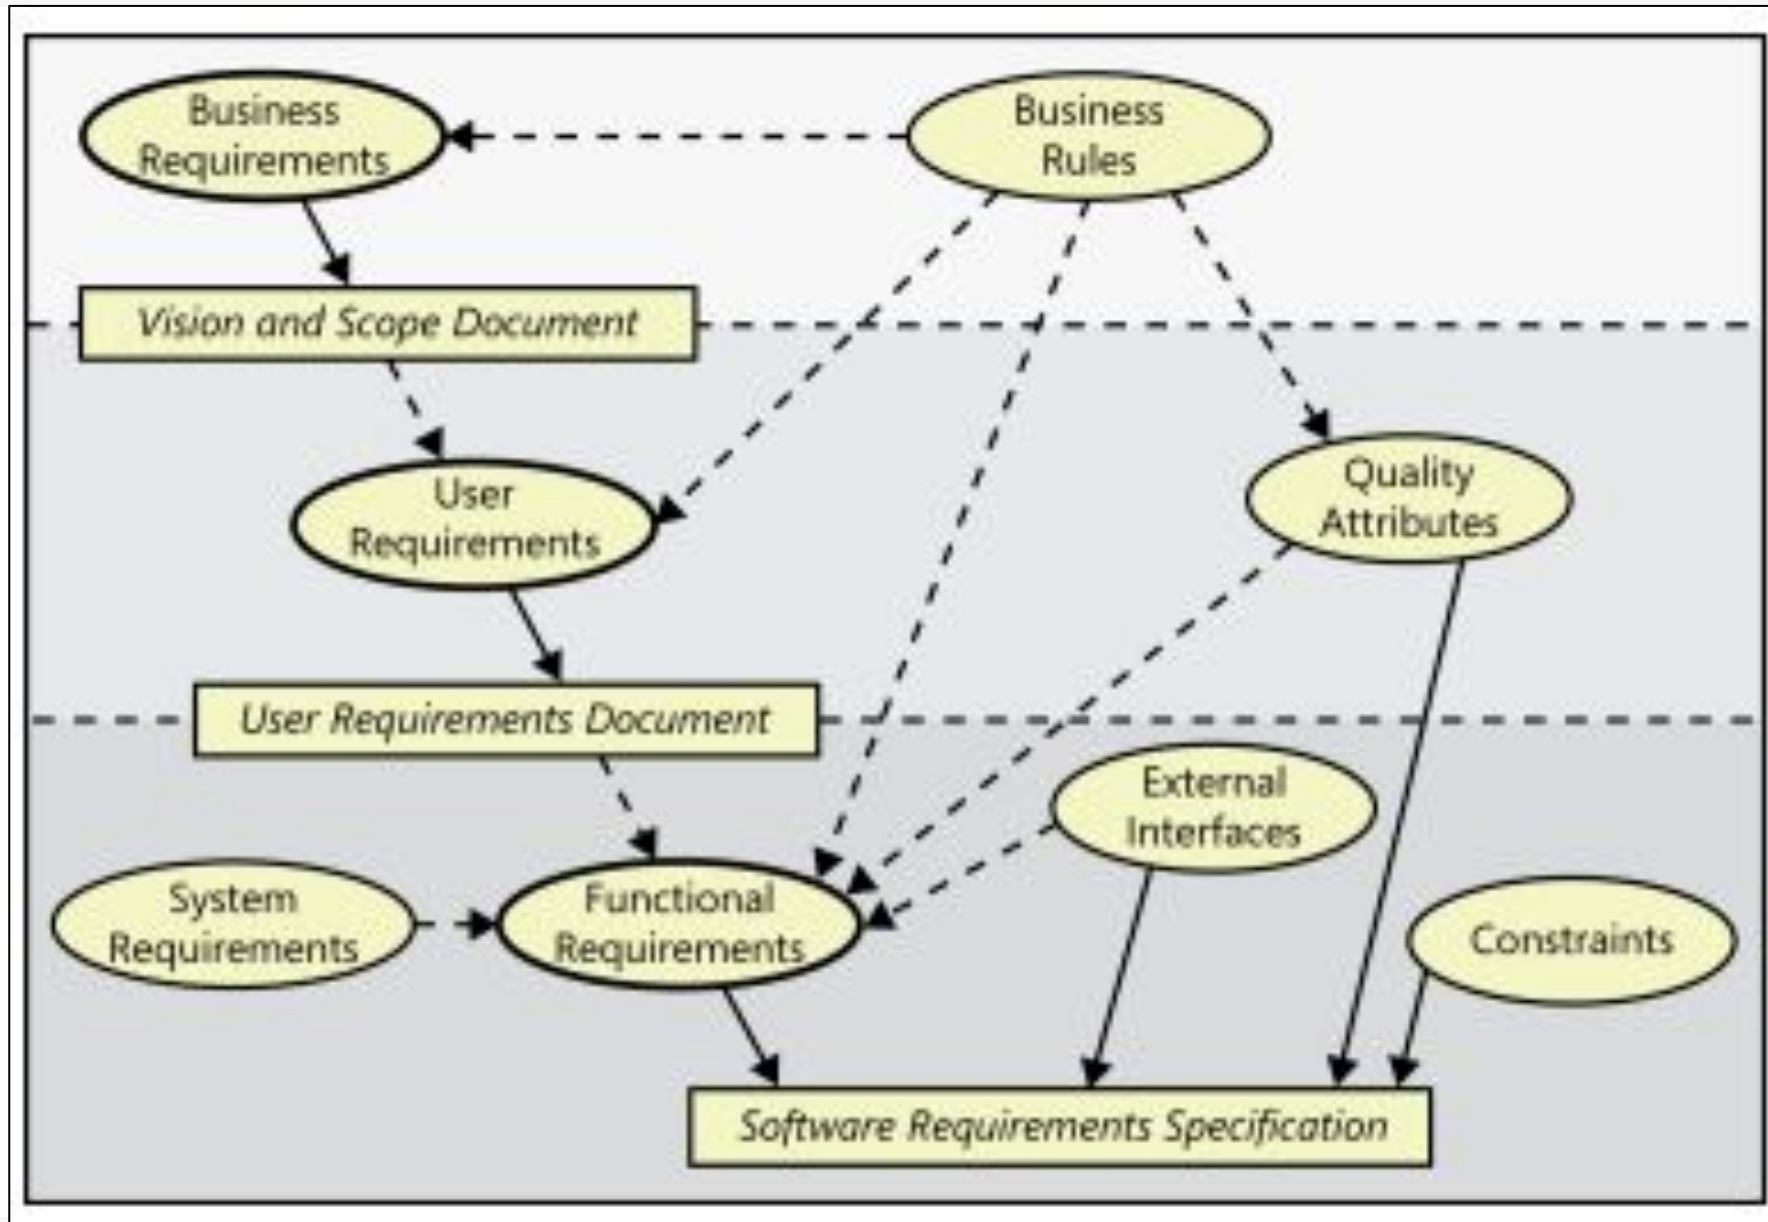 Business
Requirements
Business
Rules
Vision and Scope Document
User
Requirements
Quality
Attributes
User Requirements Document
External
Interfaces
System
Requirements
Functional
Requirements
Constraints
Software Requirements Specification